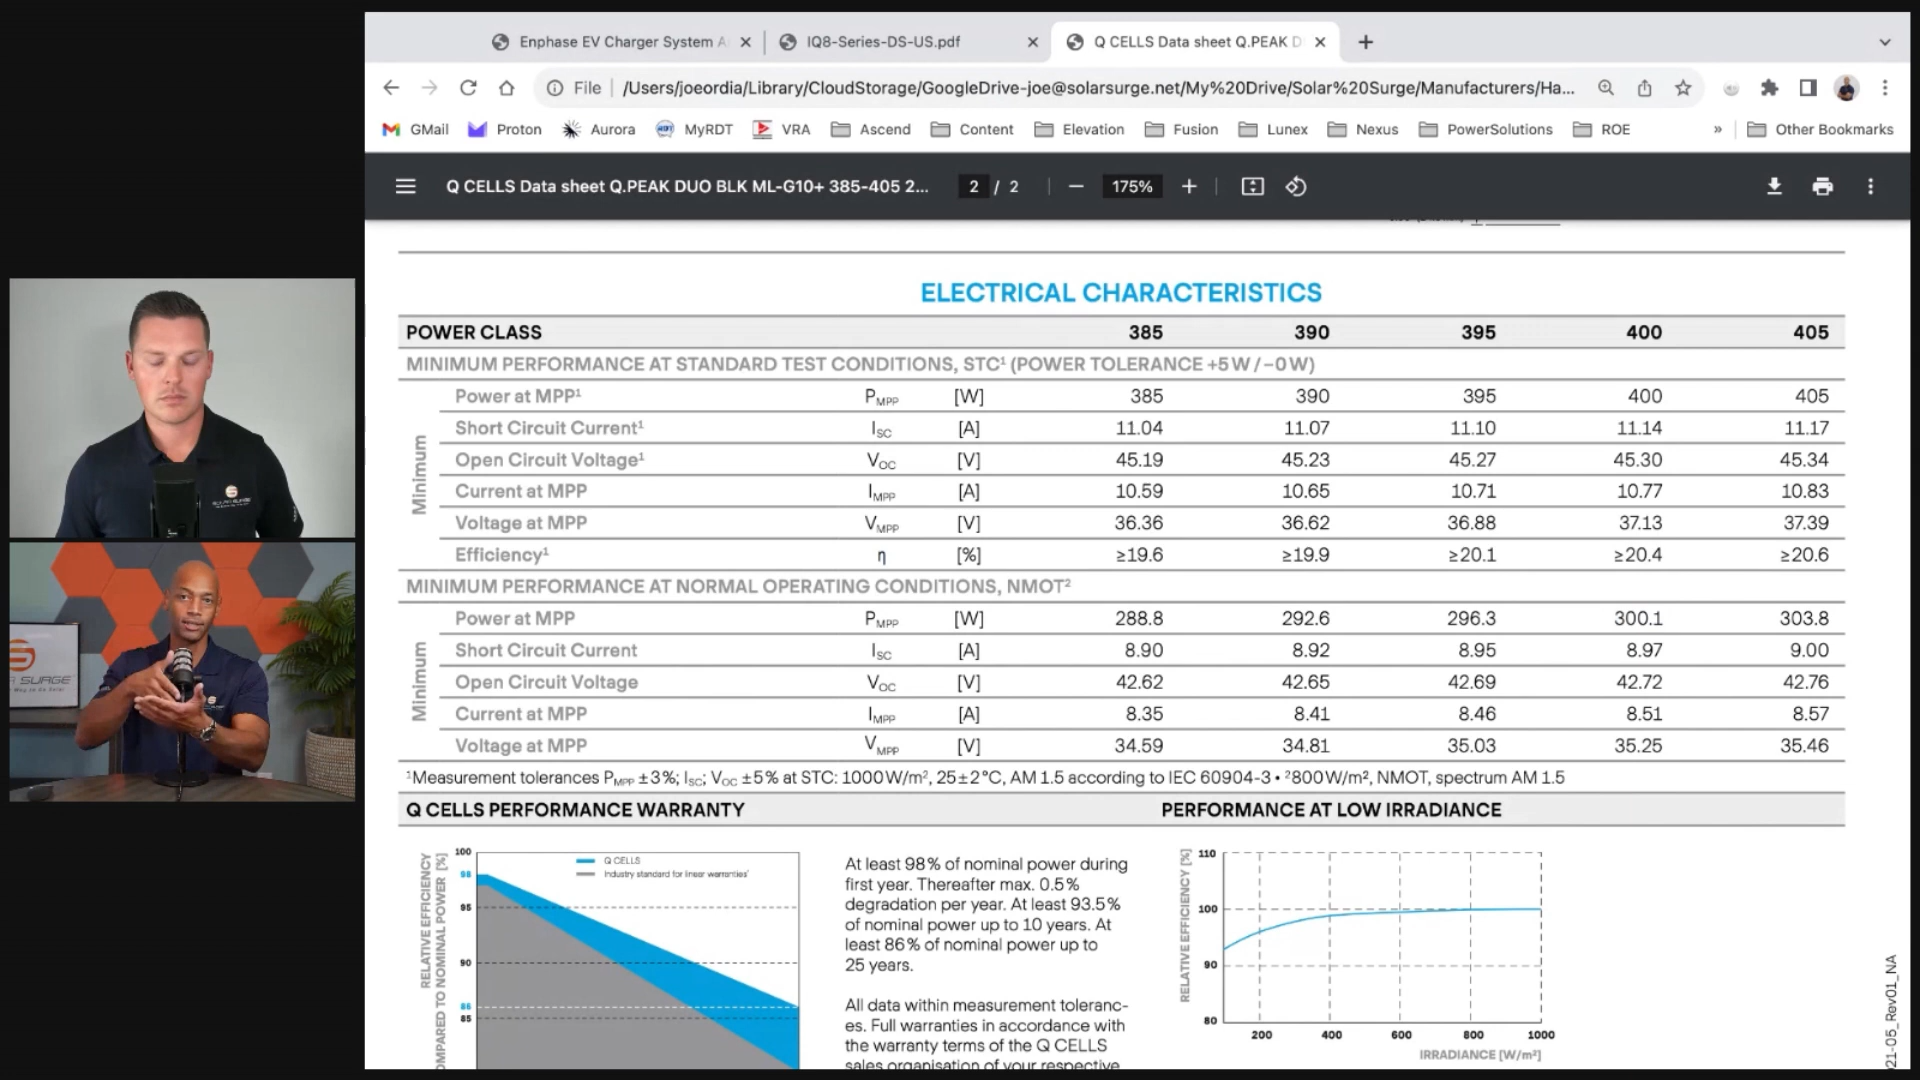 Enphase EV Charger System A
IQ8-Series-DS-US.pdf
Q CELLS Data sheet Q.PEAK D
File
/Users/joeordia/Library/CloudStorage/GoogleDrive-joe@solarsurge.net/My%20Drive/Solar%20Surge/Manufacturers/Ha...
GMail Proton Aurora MyRDT VRA Ascend Content Elevation Fusion Lunex Nexus PowerSolutions ROE » Other Bookmarks
Q CELLS Data sheet Q.PEAK DUO BLK ML-G10+ 385-405 2... 2 / 2 — 175% +
ELECTRICAL CHARACTERISTICS
POWER CLASS 385 390 395 400 405
MINIMUM PERFORMANCE AT STANDARD TEST CONDITIONS, STC¹ (POWER TOLERANCE +5 W / −0 W)
Minimum
Power at MPP¹ PMPP [W] 385 390 395 400 405
Short Circuit Current¹ ISC [A] 11.04 11.07 11.10 11.14 11.17
Open Circuit Voltage¹ VOC [V] 45.19 45.23 45.27 45.30 45.34
Current at MPP IMPP [A] 10.59 10.65 10.71 10.77 10.83
Voltage at MPP VMPP [V] 36.36 36.62 36.88 37.13 37.39
Efficiency¹ η [%] ≥19.6 ≥19.9 ≥20.1 ≥20.4 ≥20.6
MINIMUM PERFORMANCE AT NORMAL OPERATING CONDITIONS, NMOT²
Minimum
Power at MPP PMPP [W] 288.8 292.6 296.3 300.1 303.8
Short Circuit Current ISC [A] 8.90 8.92 8.95 8.97 9.00
Open Circuit Voltage VOC [V] 42.62 42.65 42.69 42.72 42.76
Current at MPP IMPP [A] 8.35 8.41 8.46 8.51 8.57
Voltage at MPP VMPP [V] 34.59 34.81 35.03 35.25 35.46
¹Measurement tolerances PMPP ±3%; ISC; VOC ±5% at STC: 1000 W/m², 25±2°C, AM 1.5 according to IEC 60904-3 • ²800 W/m², NMOT, spectrum AM 1.5
Q CELLS PERFORMANCE WARRANTY
PERFORMANCE AT LOW IRRADIANCE
RELATIVE EFFICIENCY
COMPARED TO NOMINAL POWER [%]
100
98
95
90
86
85
Q CELLS
Industry standard for linear warranties*
At least 98% of nominal power during
first year. Thereafter max. 0.5%
degradation per year. At least 93.5%
of nominal power up to 10 years. At
least 86% of nominal power up to
25 years.
All data within measurement toleranc-
es. Full warranties in accordance with
the warranty terms of the Q CELLS
sales organisation of your respective
RELATIVE EFFICIENCY [%]
110
100
90
80
200 400 600 800 1000
IRRADIANCE [W/m²]
21-05_Rev01_NA
SURGE